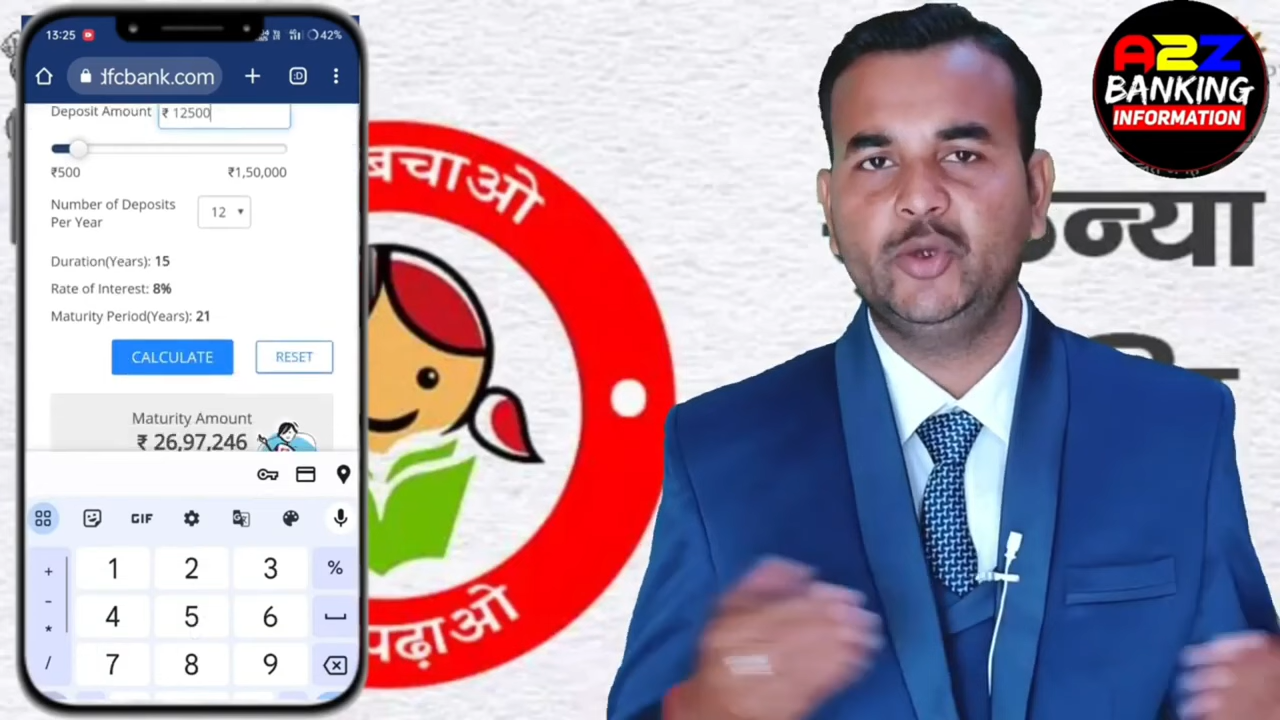 13:25
42%
dfcbank.com
Deposit Amount ₹ 12500
₹500 ₹1,50,000
Number of Deposits
Per Year
12
Duration(Years): 15
Rate of Interest: 8%
Maturity Period(Years): 21
CALCULATE RESET
Maturity Amount
₹ 26,97,246
GIF
+ 1 2 3 %
- 4 5 6
*
/ 7 8 9
बचाओ
पढ़ाओ
न्या
A2Z
BANKING
INFORMATION